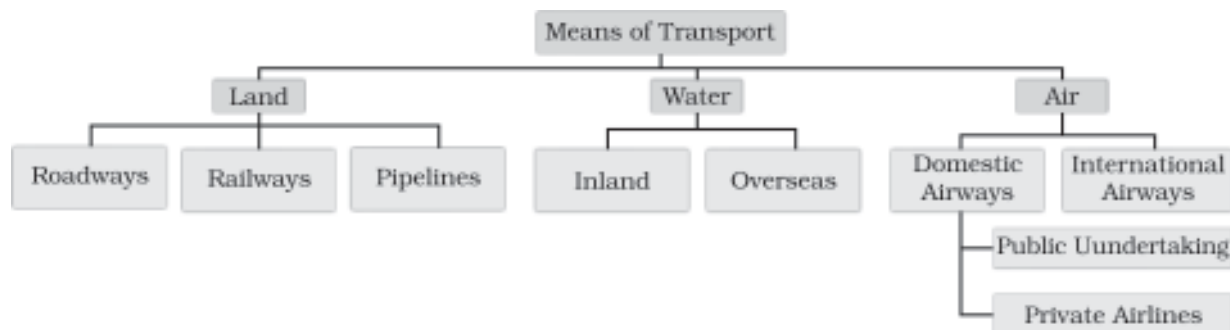 Means of Transport
Land
Water
Air
Roadways
Railways
Pipelines
Inland
Overseas
Domestic
Airways
International
Airways
Public Uundertaking
Private Airlines